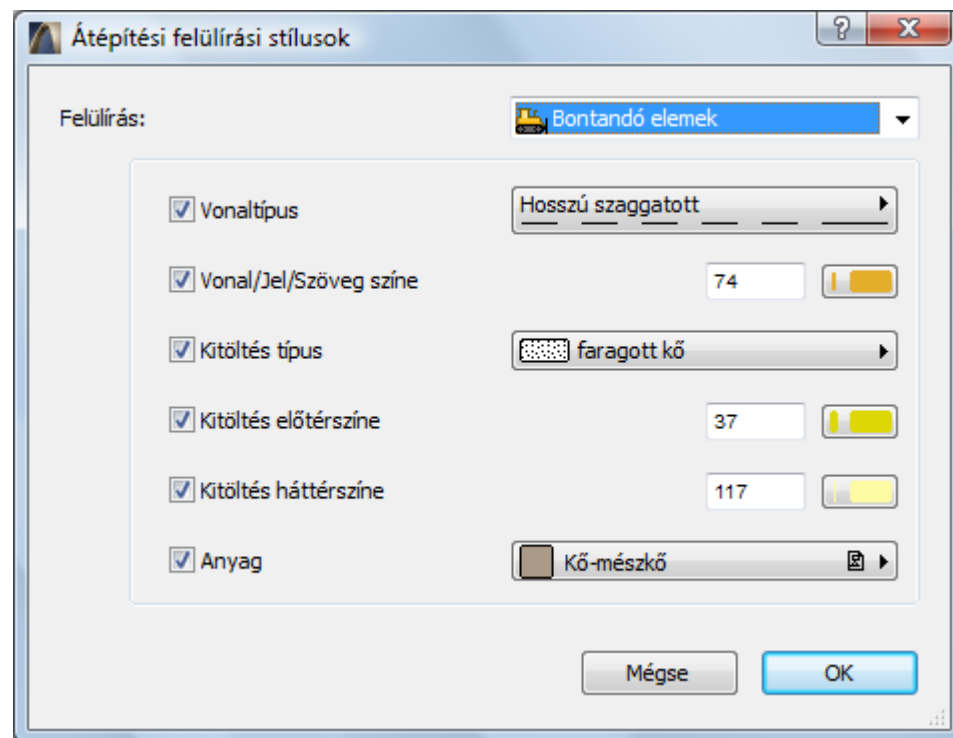 Átépítési felülírási stílusok
Felülírás: Bontandó elemek
Vonaltípus Hosszú szaggatott
Vonal/Jel/Szöveg színe 74
Kitöltés típus faragott kő
Kitöltés előtérszíne 37
Kitöltés háttérszíne 117
Anyag Kő-mészkő
Mégse OK